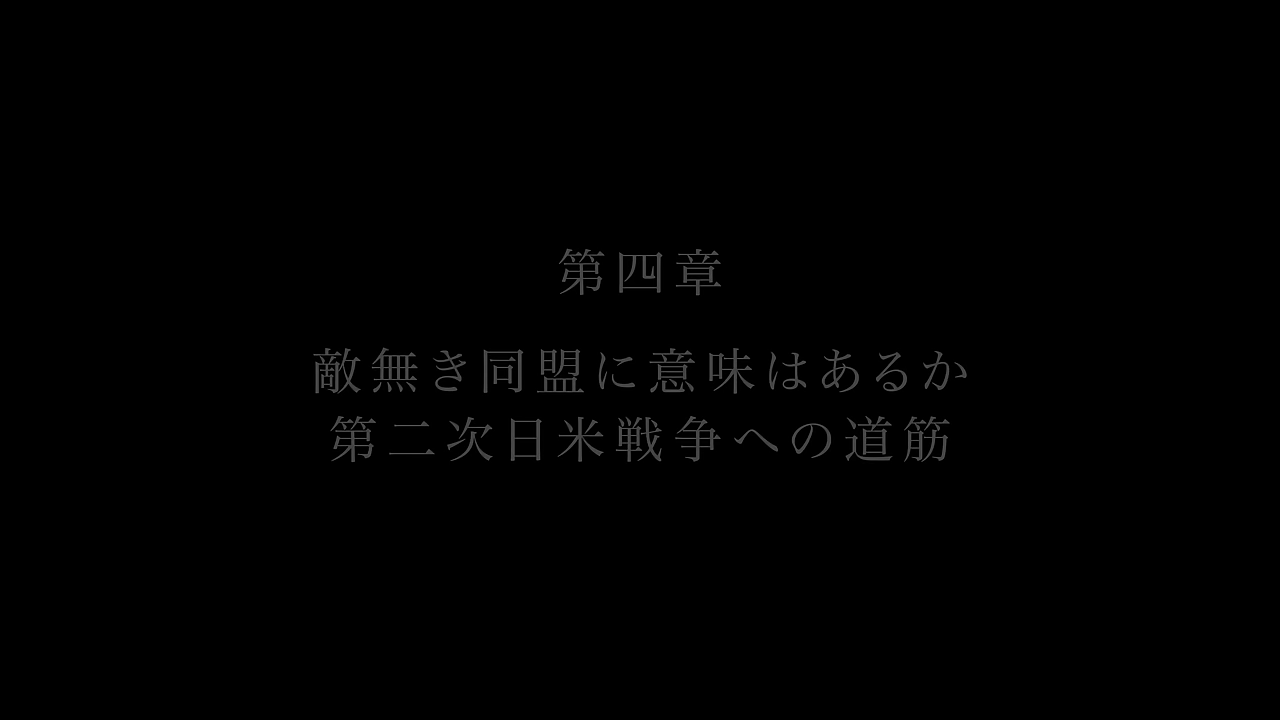 第四章
敵無き同盟に意味はあるか
第二次日米戦争への道筋